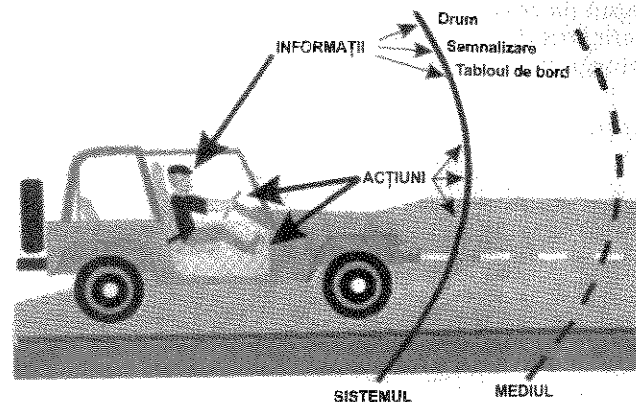 Drum
INFORMAȚII
Semnalizare
Tabloul de bord
ACȚIUNI
SISTEMUL
MEDIUL